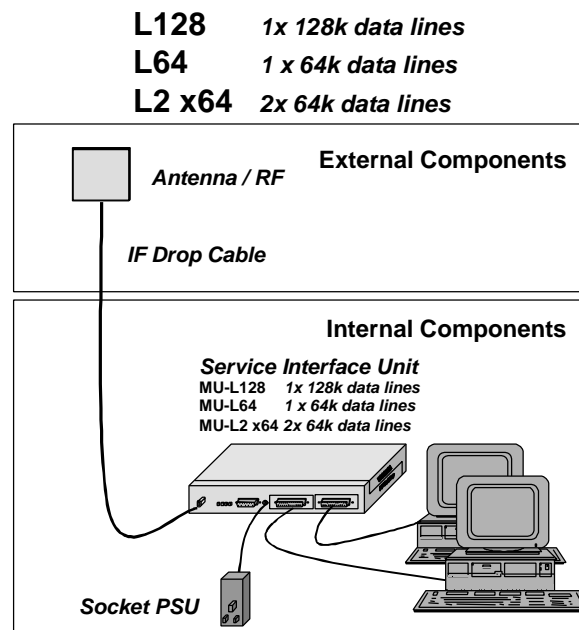 L128 1x 128k data lines
L64 1 x 64k data lines
L2 x64 2x 64k data lines
External Components
Antenna / RF
IF Drop Cable
Internal Components
Service Interface Unit
MU-L128 1x 128k data lines
MU-L64 1 x 64k data lines
MU-L2 x64 2x 64k data lines
Socket PSU